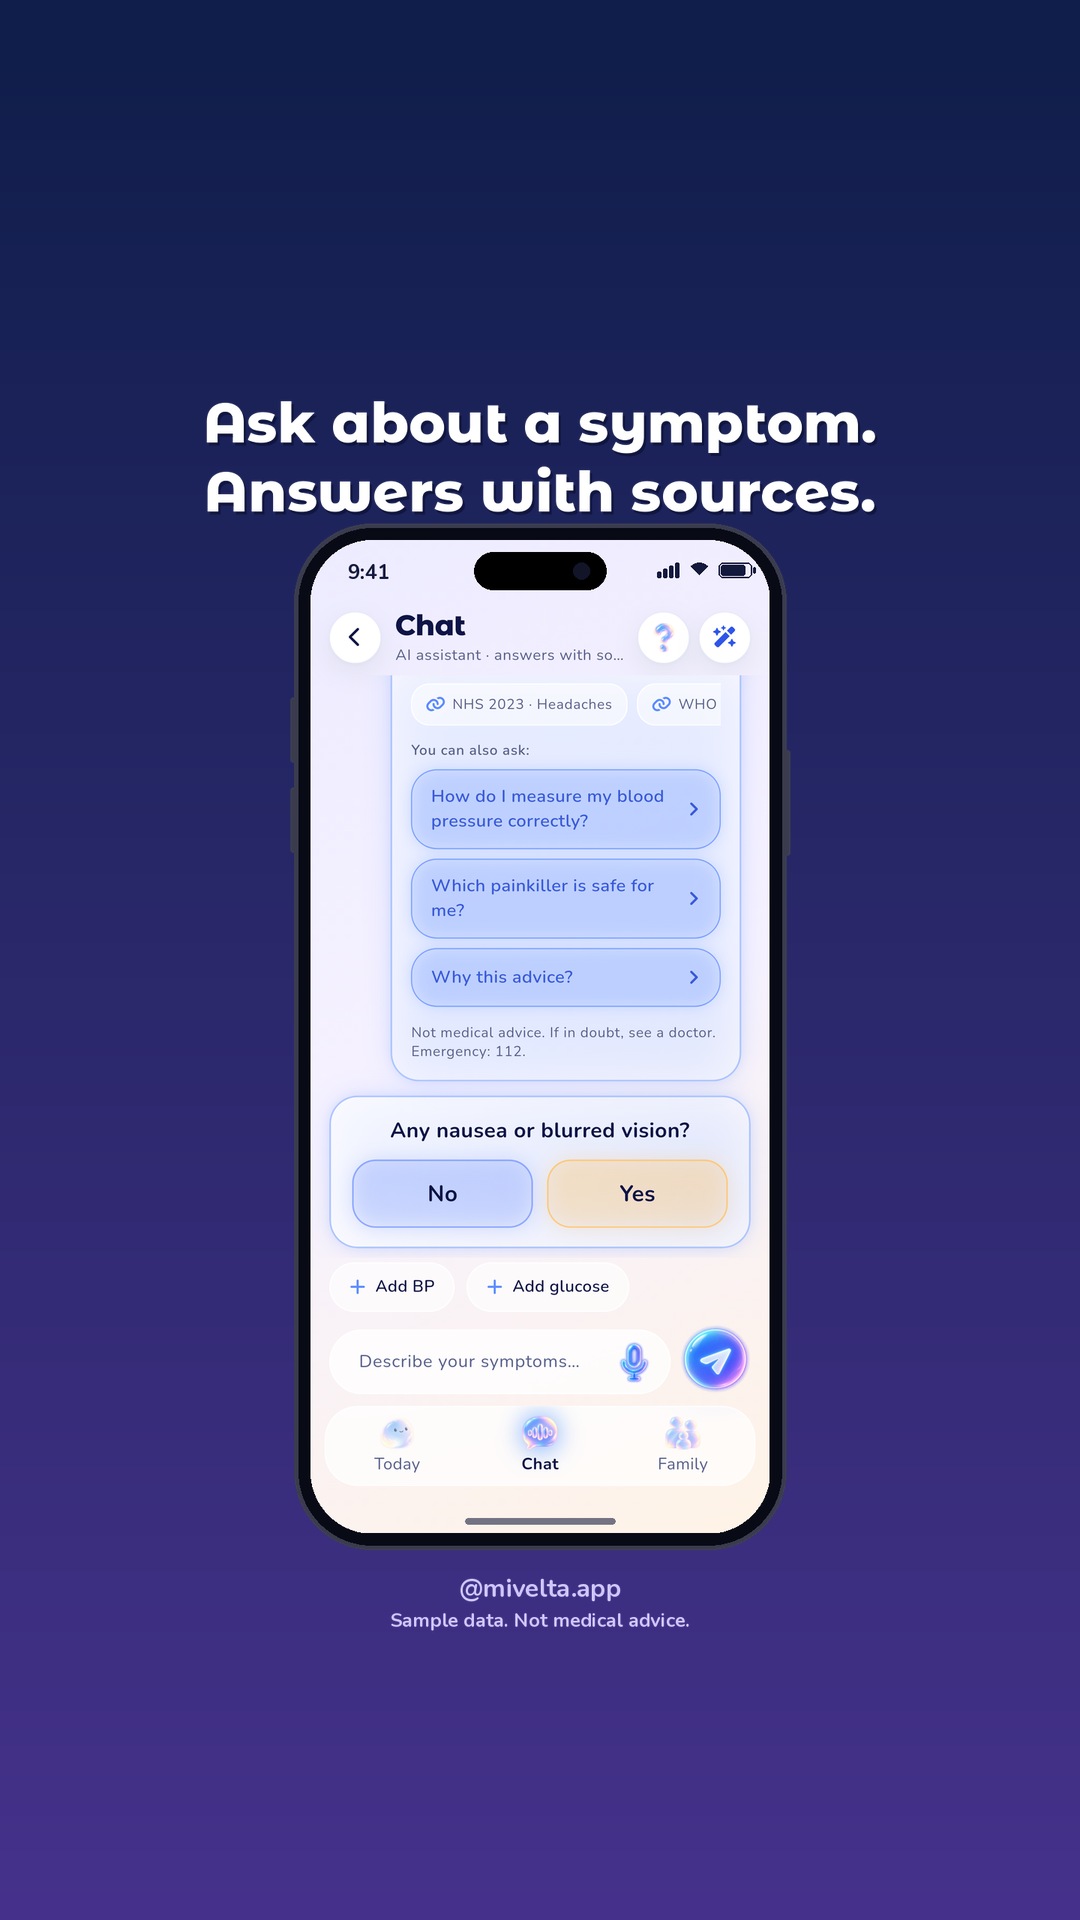 Ask about a symptom.
Answers with sources.
9:41
Chat
AI assistant · answers with so...
NHS 2023 · Headaches
WHO
You can also ask:
How do I measure my blood
pressure correctly?
Which painkiller is safe for
me?
Why this advice?
Not medical advice. If in doubt, see a doctor.
Emergency: 112.
Any nausea or blurred vision?
No
Yes
+ Add BP
+ Add glucose
Describe your symptoms...
Today
Chat
Family
@mivelta.app
Sample data. Not medical advice.